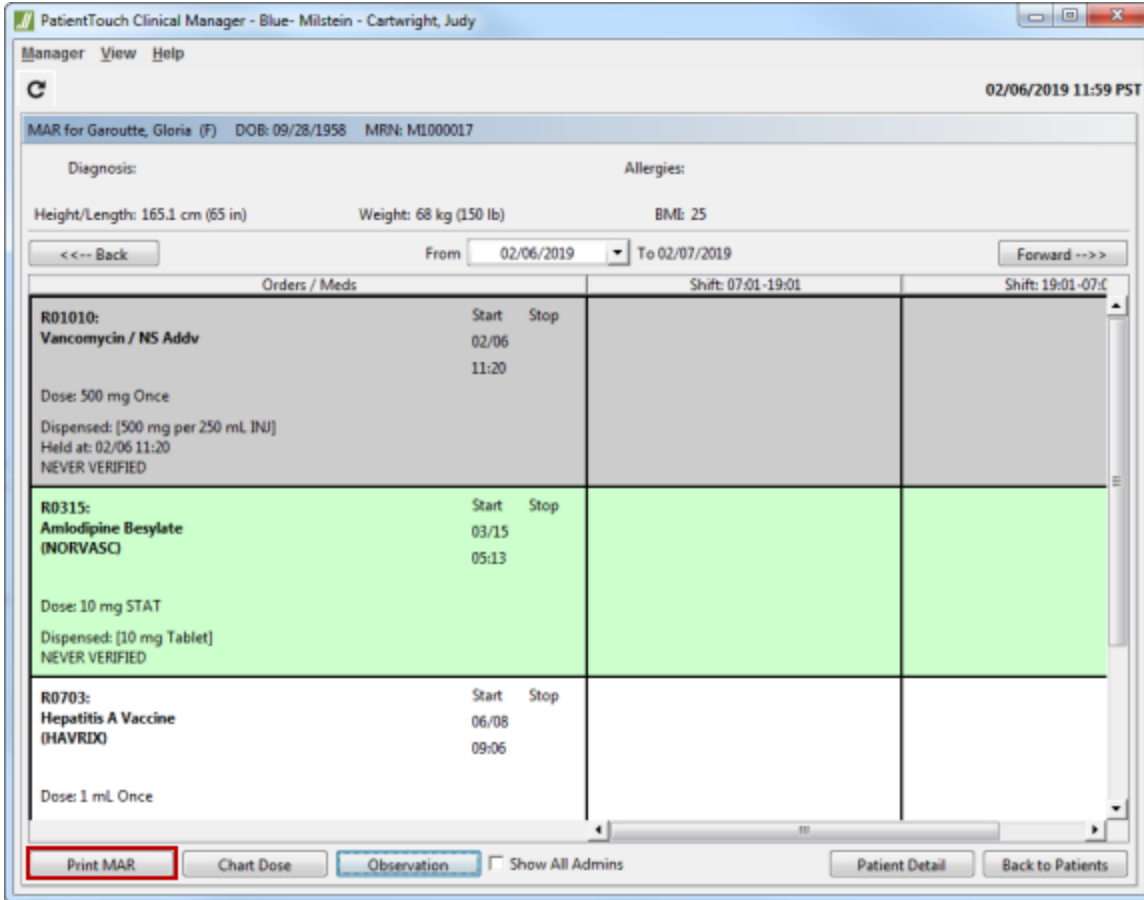 PatientTouch Clinical Manager - Blue- Milstein - Cartwright, Judy
Manager View Help
02/06/2019 11:59 PST
MAR for Garoutte, Gloria (F) DOB: 09/28/1958 MRN: M1000017
Diagnosis: Allergies:
Height/Length: 165.1 cm (65 in) Weight: 68 kg (150 lb) BMI: 25
<<-- Back From 02/06/2019 To 02/07/2019 Forward -->>
Orders / Meds Shift: 07:01-19:01 Shift: 19:01-07:0
R01010: Start Stop
Vancomycin / NS Addv 02/06
11:20
Dose: 500 mg Once
Dispensed: [500 mg per 250 mL INJ]
Held at: 02/06 11:20
NEVER VERIFIED
R0315: Start Stop
Amlodipine Besylate 03/15
(NORVASC) 05:13
Dose: 10 mg STAT
Dispensed: [10 mg Tablet]
NEVER VERIFIED
R0703: Start Stop
Hepatitis A Vaccine 06/08
(HAVRIX) 09:06
Dose: 1 mL Once
Print MAR Chart Dose Observation Show All Admins Patient Detail Back to Patients